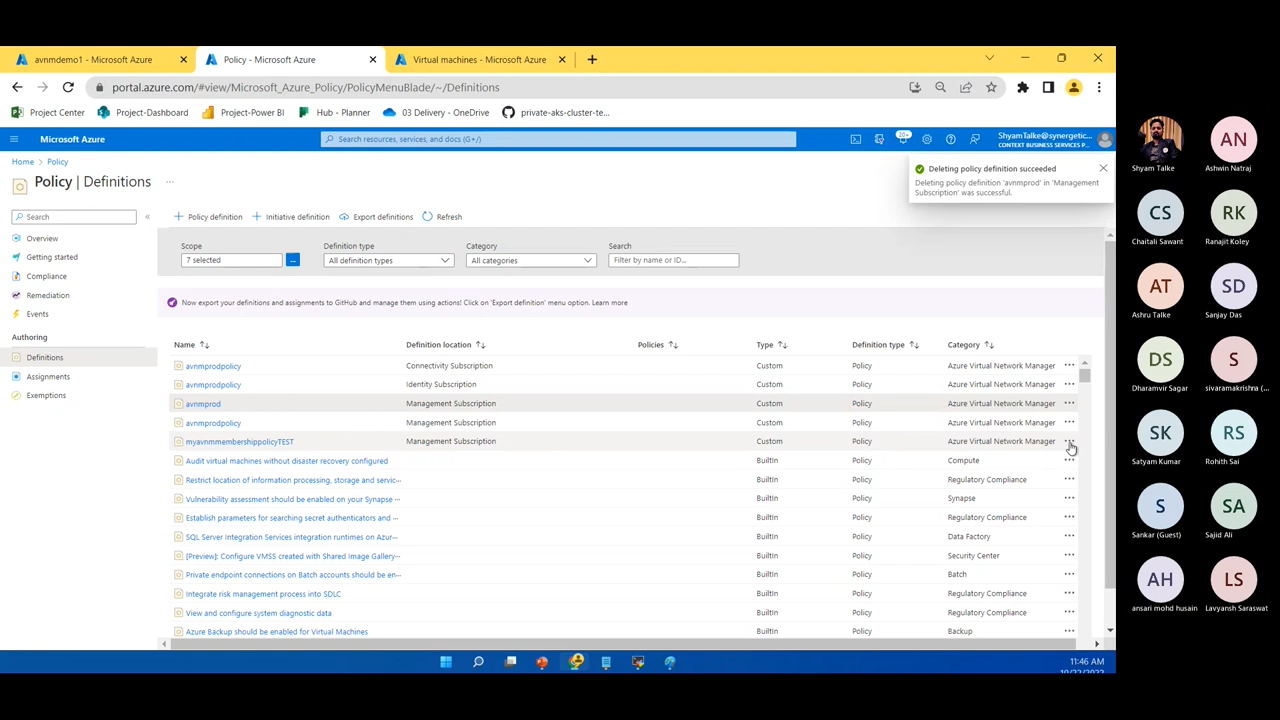 avnmdemo1 - Microsoft Azure
Policy - Microsoft Azure
Virtual machines - Microsoft Azure
portal.azure.com/#view/Microsoft_Azure_Policy/PolicyMenuBlade/~/Definitions
Project Center
Project-Dashboard
Project-Power BI
Hub - Planner
03 Delivery - OneDrive
private-aks-cluster-te...
Microsoft Azure
Search resources, services, and docs (G+/)
20+
ShyamTalke@synergetic...
CONTEXT BUSINESS SERVICES P...
Home > Policy
Policy | Definitions
Deleting policy definition succeeded
Deleting policy definition 'avnmprod' in 'Management
Subscription' was successful.
Search
Policy definition
Initiative definition
Export definitions
Refresh
Overview
Getting started
Compliance
Remediation
Events
Authoring
Definitions
Assignments
Exemptions
Scope
7 selected
...
Definition type
All definition types
Category
All categories
Search
Filter by name or ID...
Now export your definitions and assignments to GitHub and manage them using actions! Click on 'Export definition' menu option. Learn more
Name Definition location Policies Type Definition type Category
avnmprodpolicy Connectivity Subscription Custom Policy Azure Virtual Network Manager
avnmprodpolicy Identity Subscription Custom Policy Azure Virtual Network Manager
avnmprod Management Subscription Custom Policy Azure Virtual Network Manager
avnmprodpolicy Management Subscription Custom Policy Azure Virtual Network Manager
myavnmmembershippolicyTEST Management Subscription Custom Policy Azure Virtual Network Manager
Audit virtual machines without disaster recovery configured BuiltIn Policy Compute
Restrict location of information processing, storage and servic... BuiltIn Policy Regulatory Compliance
Vulnerability assessment should be enabled on your Synapse ... BuiltIn Policy Synapse
Establish parameters for searching secret authenticators and ... BuiltIn Policy Regulatory Compliance
SQL Server Integration Services integration runtimes on Azur... BuiltIn Policy Data Factory
[Preview]: Configure VMSS created with Shared Image Gallery... BuiltIn Policy Security Center
Private endpoint connections on Batch accounts should be en... BuiltIn Policy Batch
Integrate risk management process into SDLC BuiltIn Policy Regulatory Compliance
View and configure system diagnostic data BuiltIn Policy Regulatory Compliance
Azure Backup should be enabled for Virtual Machines BuiltIn Policy Backup
11:46 AM
10/22/2022
Shyam Talke
AN
Ashwin Natraj
CS
Chaitali Sawant
RK
Ranajit Koley
AT
Ashru Talke
SD
Sanjay Das
DS
Dharamvir Sagar
S
sivaramakrishna (...
SK
Satyam Kumar
RS
Rohith Sai
S
Sankar (Guest)
SA
Sajid Ali
AH
ansari mohd husain
LS
Lavyansh Saraswat